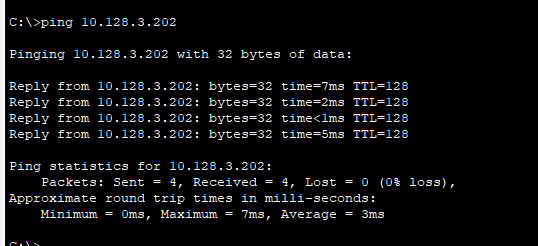 C:\>ping 10.128.3.202
Pinging 10.128.3.202 with 32 bytes of data:
Reply from 10.128.3.202: bytes=32 time=7ms TTL=128
Reply from 10.128.3.202: bytes=32 time=2ms TTL=128
Reply from 10.128.3.202: bytes=32 time<1ms TTL=128
Reply from 10.128.3.202: bytes=32 time=5ms TTL=128
Ping statistics for 10.128.3.202:
    Packets: Sent = 4, Received = 4, Lost = 0 (0% loss),
Approximate round trip times in milli-seconds:
    Minimum = 0ms, Maximum = 7ms, Average = 3ms
C:\>